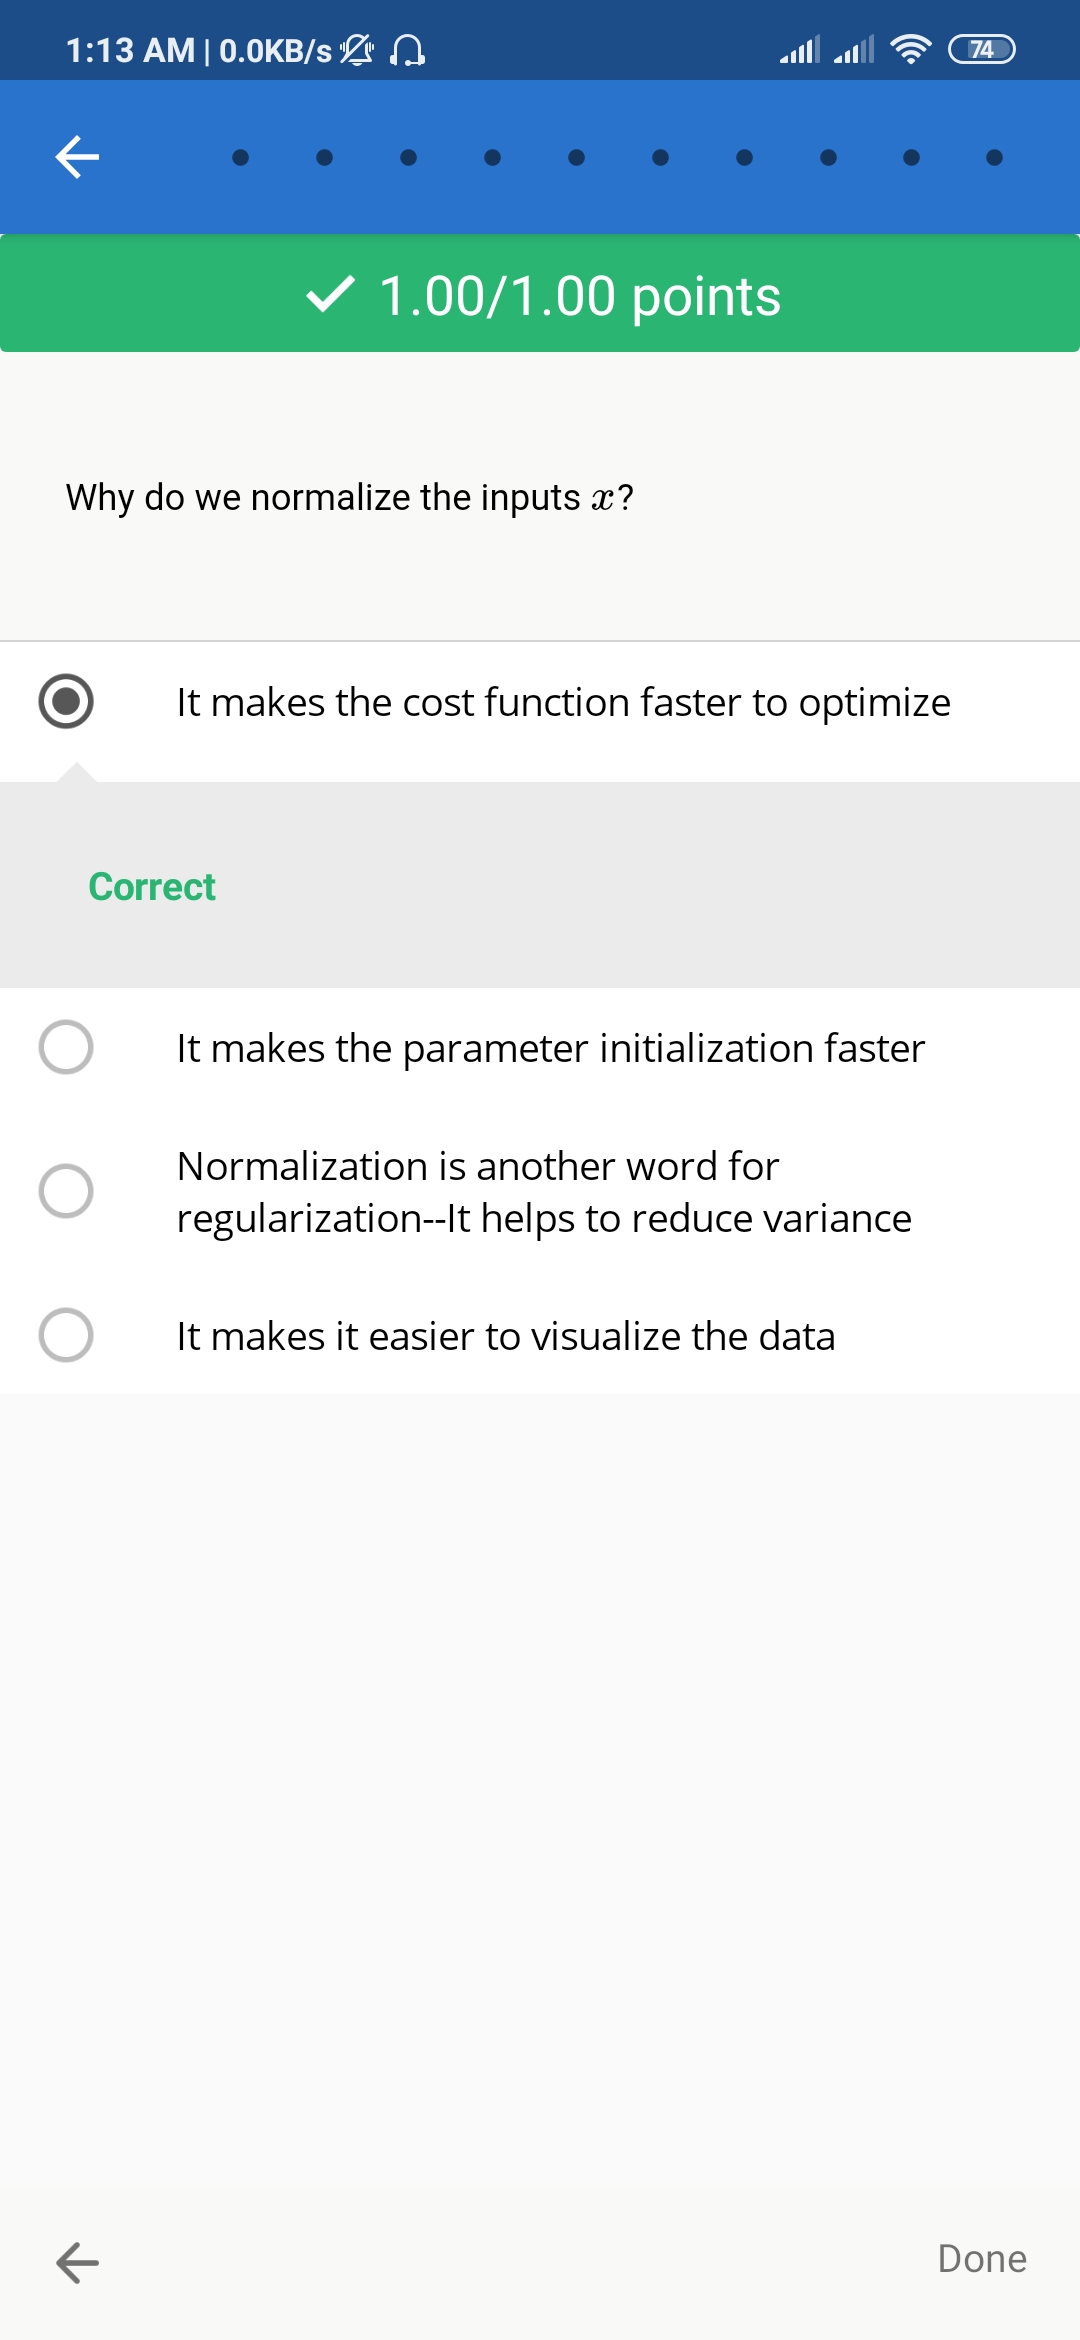 1:13 AM | 0.0KB/s 74
1.00/1.00 points
Why do we normalize the inputs x?
It makes the cost function faster to optimize
Correct
It makes the parameter initialization faster
Normalization is another word for
regularization--It helps to reduce variance
It makes it easier to visualize the data
Done